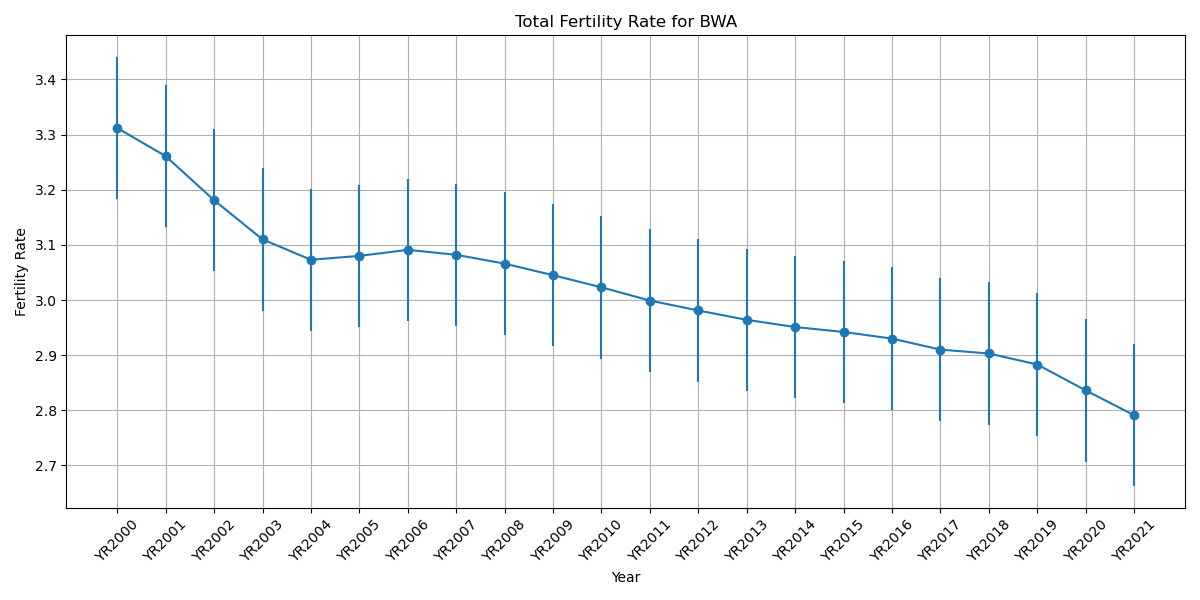 Total Fertility Rate for BWA
Fertility Rate
3.4
3.3
3.2
3.1
3.0
2.9
2.8
2.7
YR2000
YR2001
YR2002
YR2003
YR2004
YR2005
YR2006
YR2007
YR2008
YR2009
YR2010
YR2011
YR2012
YR2013
YR2014
YR2015
YR2016
YR2017
YR2018
YR2019
YR2020
YR2021
Year